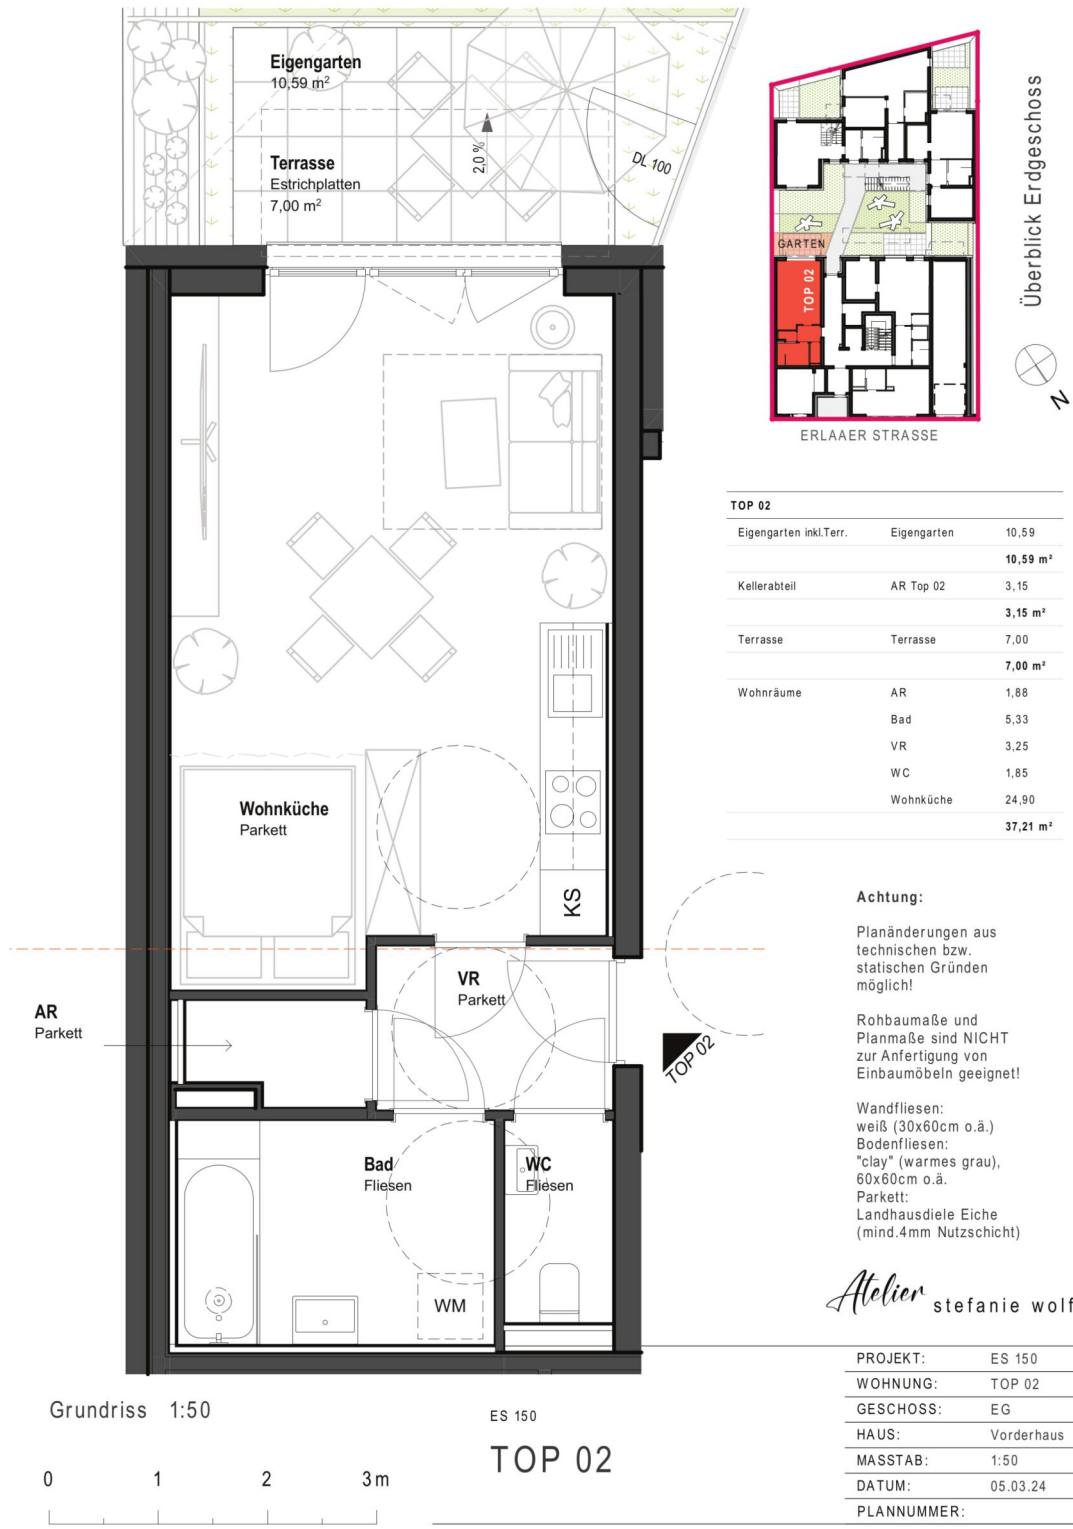 Eigengarten
10,59 m²
Terrasse
Estrichplatten
7,00 m²
2,0 %
DL 100
GARTEN
TOP 02
ERLAAER STRASSE
Überblick Erdgeschoss
N
TOP 02
Eigengarten inkl.Terr. Eigengarten 10,59
10,59 m²
Kellerabteil AR Top 02 3,15
3,15 m²
Terrasse Terrasse 7,00
7,00 m²
Wohnräume AR 1,88
Bad 5,33
VR 3,25
WC 1,85
Wohnküche 24,90
37,21 m²
Wohnküche
Parkett
KS
VR
Parkett
AR
Parkett
TOP 02
Bad
Fliesen
WC
Fliesen
WM
Achtung:
Planänderungen aus
technischen bzw.
statischen Gründen
möglich!
Rohbaumaße und
Planmaße sind NICHT
zur Anfertigung von
Einbaumöbeln geeignet!
Wandfliesen:
weiß (30x60cm o.ä.)
Bodenfliesen:
"clay" (warmes grau),
60x60cm o.ä.
Parkett:
Landhausdiele Eiche
(mind.4mm Nutzschicht)
Atelier stefanie wolf
PROJEKT: ES 150
WOHNUNG: TOP 02
GESCHOSS: EG
HAUS: Vorderhaus
MASSTAB: 1:50
DATUM: 05.03.24
PLANNUMMER:
Grundriss 1:50
ES 150
TOP 02
0 1 2 3 m